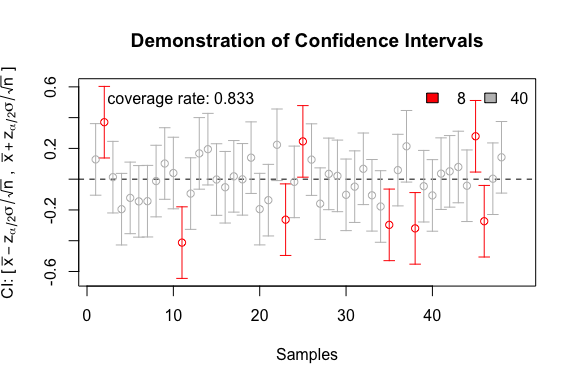 Demonstration of Confidence Intervals
CI: [ x̅ − zα/2σ/√n , x̅ + zα/2σ/√n ]
0.6
0.2
-0.2
-0.6
coverage rate: 0.833
8 40
0 10 20 30 40
Samples